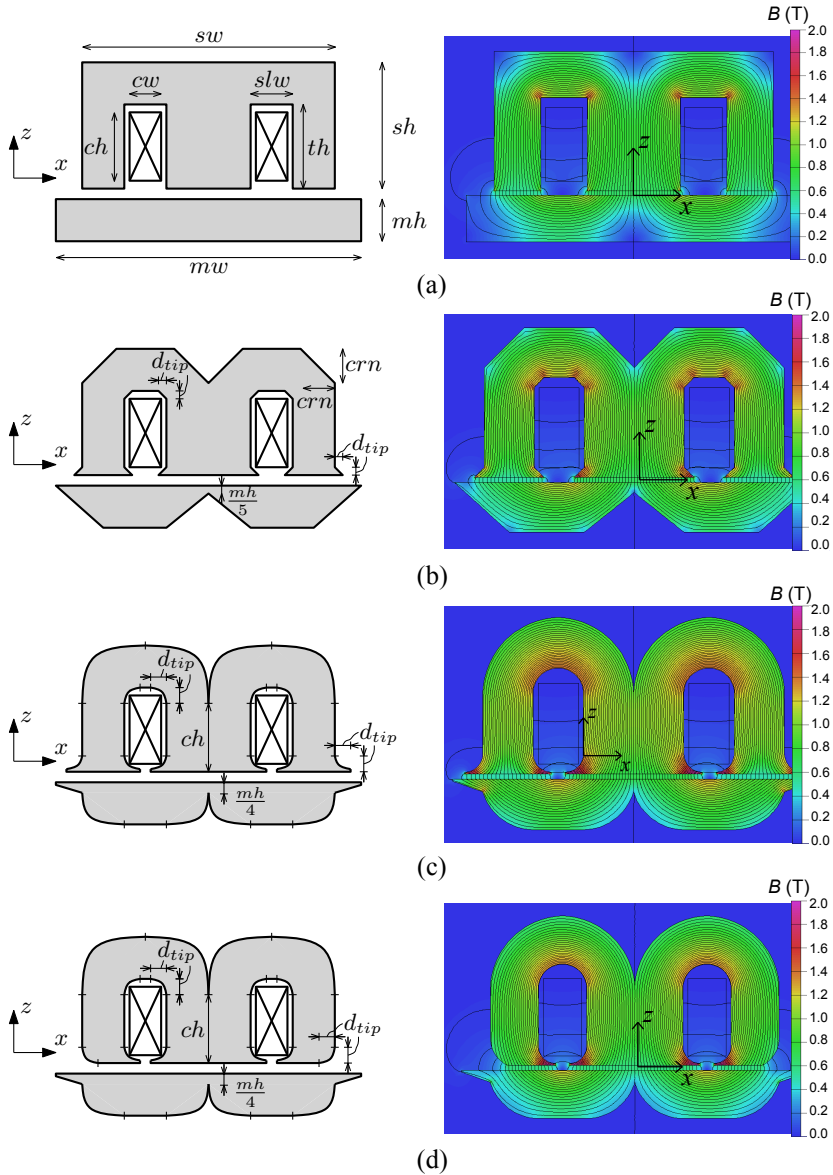 sw
cw
slw
ch
th
sh
z
x
mh
mw
B (T)
2.0
1.8
1.6
1.4
1.2
1.0
0.8
0.6
0.4
0.2
0.0
z
x
(a)
d_tip
crn
crn
d_tip
z
x
mh/5
B (T)
2.0
1.8
1.6
1.4
1.2
1.0
0.8
0.6
0.4
0.2
0.0
z
x
(b)
d_tip
ch
d_tip
z
x
mh/4
B (T)
2.0
1.8
1.6
1.4
1.2
1.0
0.8
0.6
0.4
0.2
0.0
z
x
(c)
d_tip
ch
d_tip
z
x
mh/4
B (T)
2.0
1.8
1.6
1.4
1.2
1.0
0.8
0.6
0.4
0.2
0.0
z
x
(d)